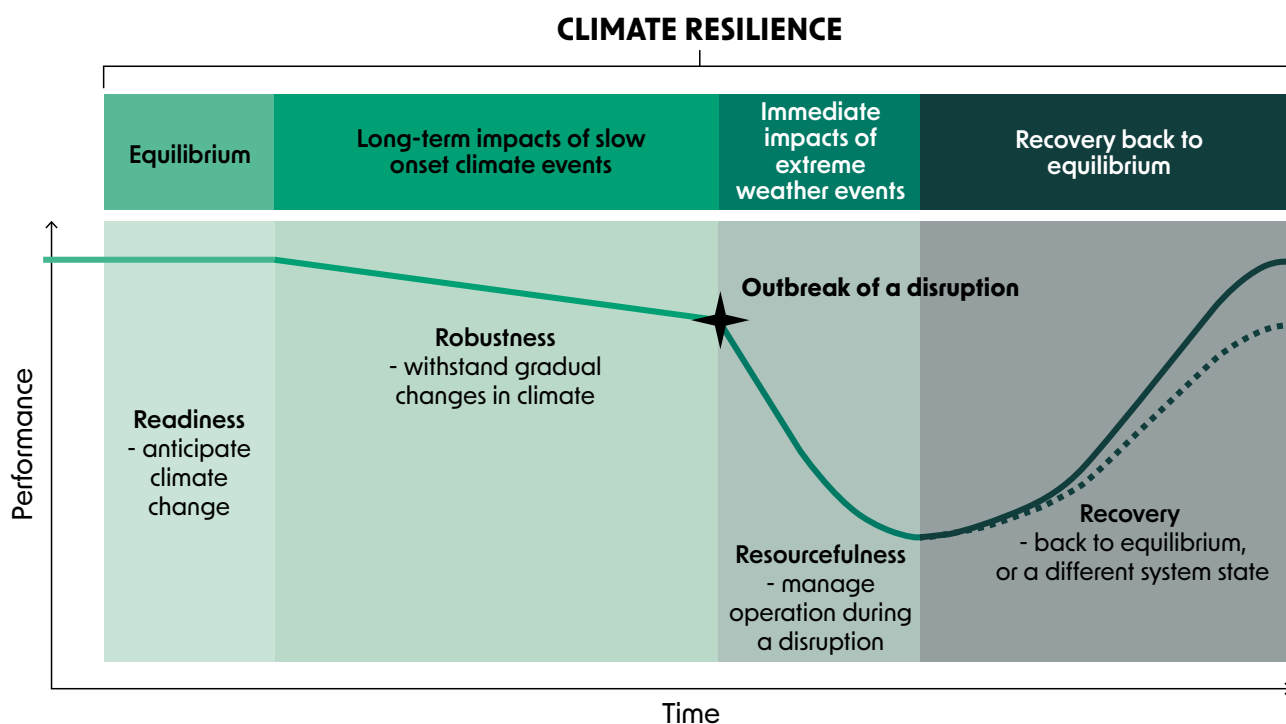 CLIMATE RESILIENCE
Equilibrium
Long-term impacts of slow
onset climate events
Immediate
impacts of
extreme
weather events
Recovery back to
equilibrium
Outbreak of a disruption
Robustness
- withstand gradual
changes in climate
Readiness
- anticipate
climate
change
Resourcefulness
- manage
operation during
a disruption
Recovery
- back to equilibrium,
or a different system state
Performance
Time